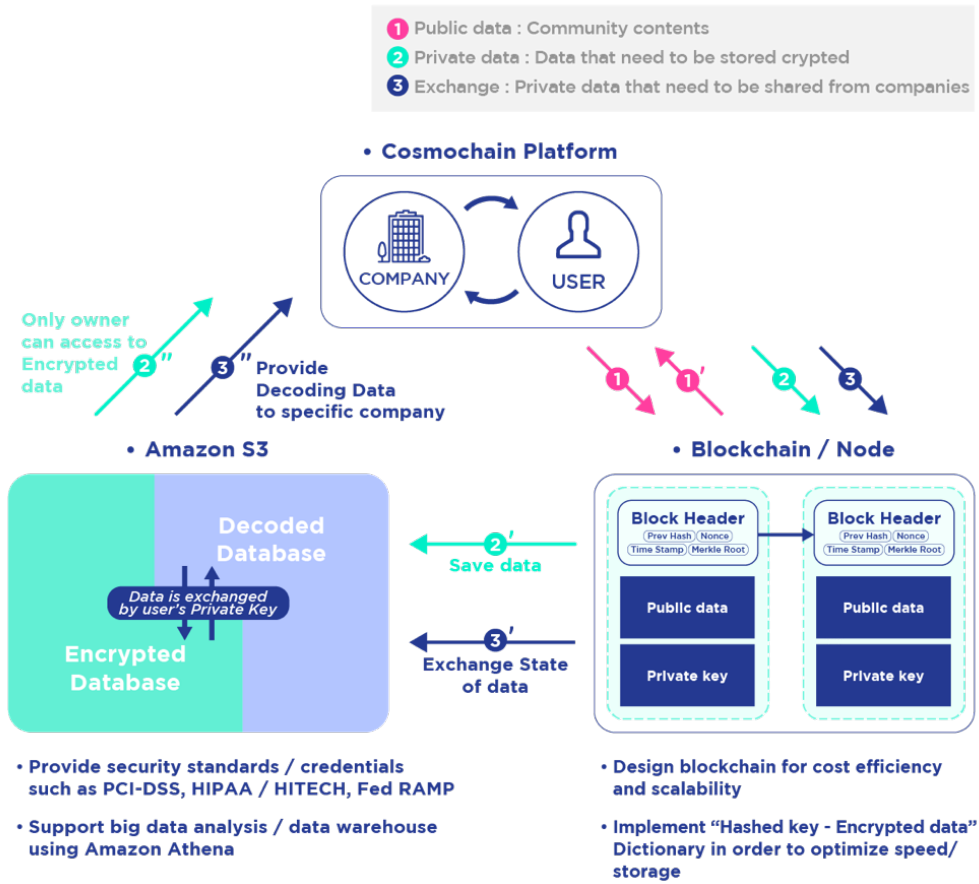 1 Public data : Community contents
2 Private data : Data that need to be stored crypted
3 Exchange : Private data that need to be shared from companies
• Cosmochain Platform
COMPANY
USER
Only owner
can access to
Encrypted
data
2"
3"
Provide
Decoding Data
to specific company
1
1'
2
3
• Amazon S3
Decoded
Database
Data is exchanged
by user's Private Key
Encrypted
Database
2'
Save data
3'
Exchange State
of data
• Blockchain / Node
Block Header
Prev Hash Nonce
Time Stamp Merkle Root
Public data
Private key
Block Header
Prev Hash Nonce
Time Stamp Merkle Root
Public data
Private key
• Provide security standards / credentials
such as PCI-DSS, HIPAA / HITECH, Fed RAMP
• Support big data analysis / data warehouse
using Amazon Athena
• Design blockchain for cost efficiency
and scalability
• Implement “Hashed key - Encrypted data”
Dictionary in order to optimize speed/
storage